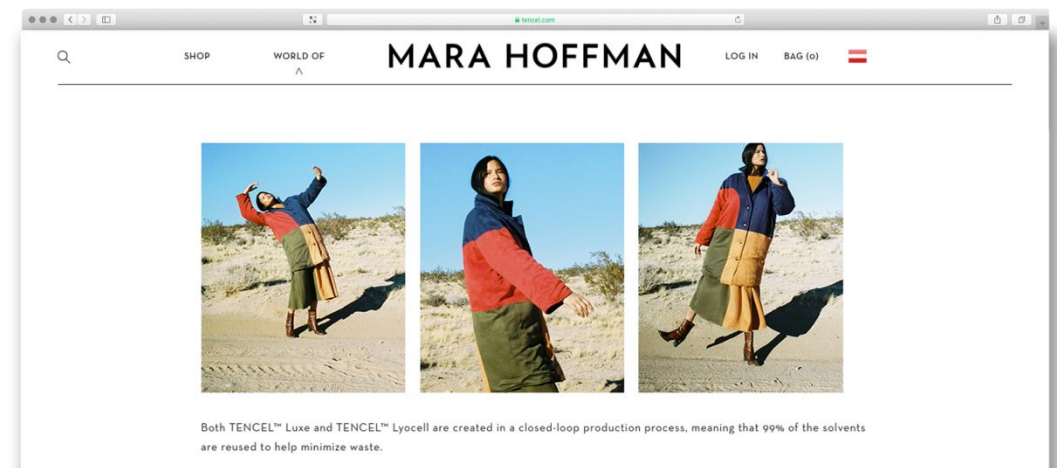 tencel.com
SHOP
WORLD OF
MARA HOFFMAN
LOG IN
BAG (0)
Both TENCEL™ Luxe and TENCEL™ Lyocell are created in a closed-loop production process, meaning that 99% of the solvents
are reused to help minimize waste.